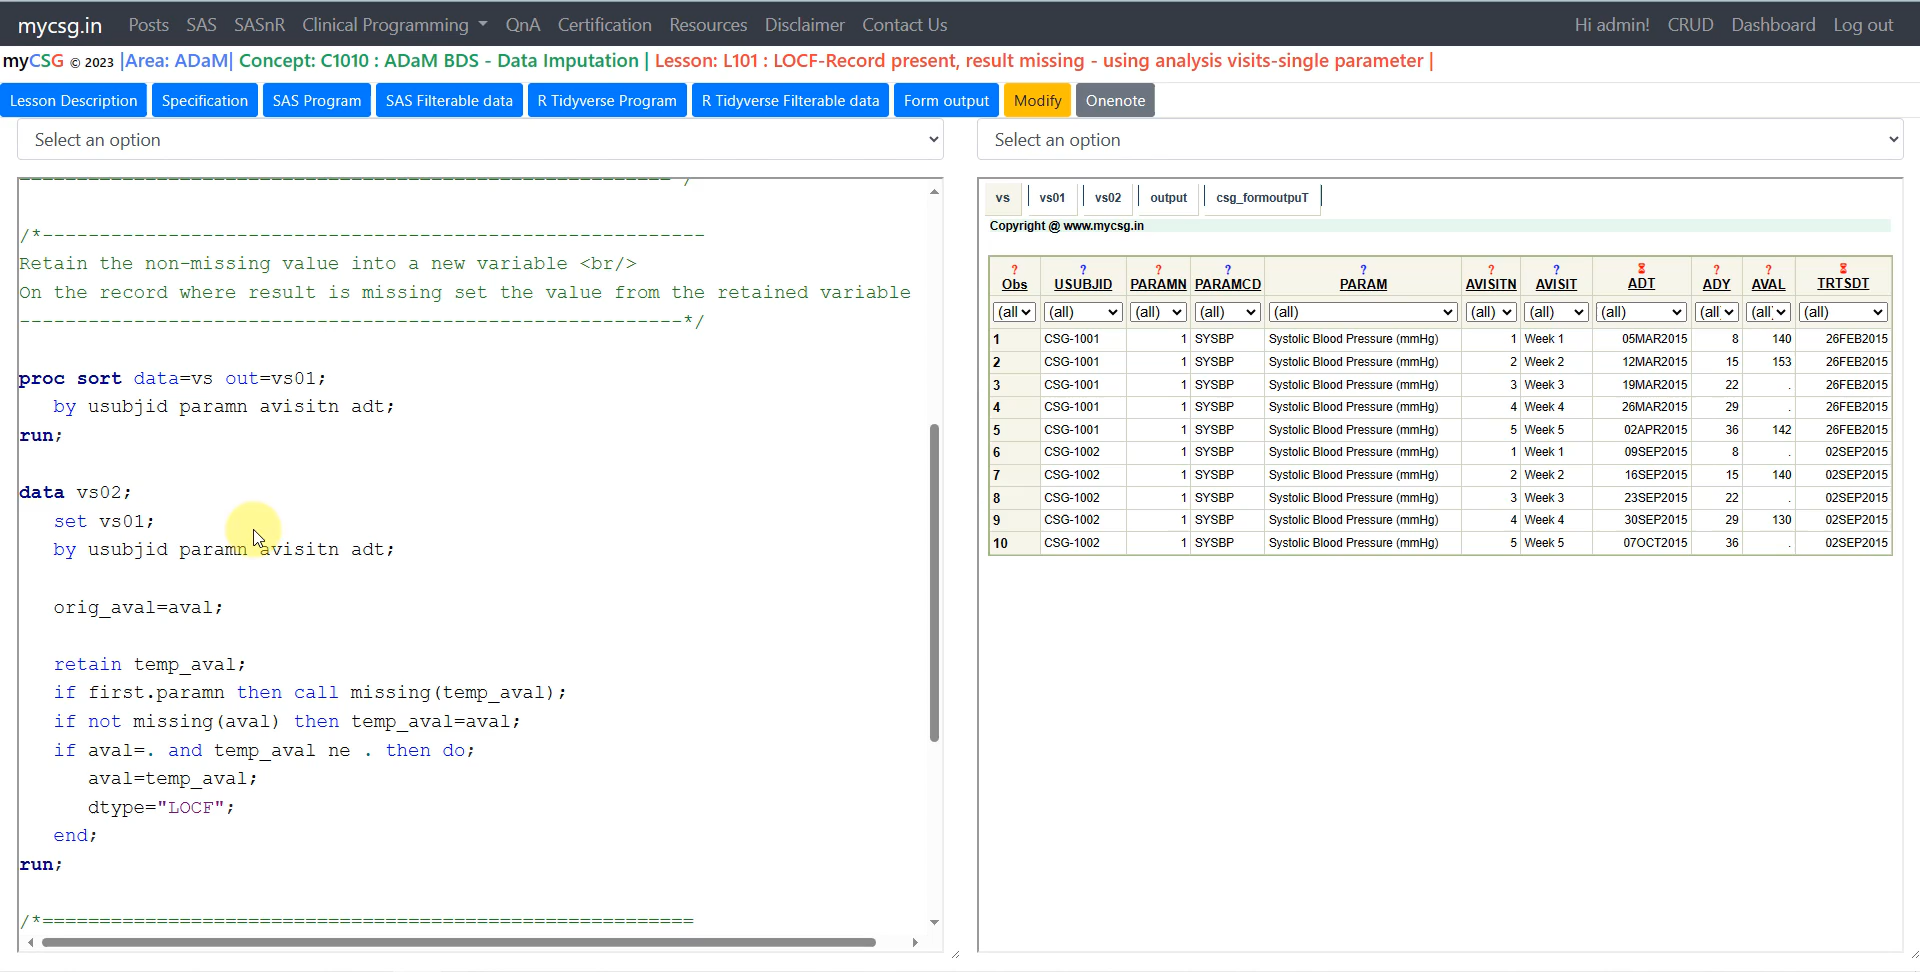 mycsg.in Posts SAS SASnR Clinical Programming QnA Certification Resources Disclaimer Contact Us Hi admin! CRUD Dashboard Log out
myCSG © 2023 |Area: ADaM| Concept: C1010 : ADaM BDS - Data Imputation | Lesson: L101 : LOCF-Record present, result missing - using analysis visits-single parameter |
Lesson Description Specification SAS Program SAS Filterable data R Tidyverse Program R Tidyverse Filterable data Form output Modify Onenote
Select an option
Select an option
/*----------------------------------------------------------
Retain the non-missing value into a new variable <br/>
On the record where result is missing set the value from the retained variable
----------------------------------------------------------*/
proc sort data=vs out=vs01;
by usubjid paramn avisitn adt;
run;
data vs02;
set vs01;
by usubjid paramn avisitn adt;
orig_aval=aval;
retain temp_aval;
if first.paramn then call missing(temp_aval);
if not missing(aval) then temp_aval=aval;
if aval=. and temp_aval ne . then do;
aval=temp_aval;
dtype="LOCF";
end;
run;
/*=========================================================
vs vs01 vs02 output csg_formoutpuT
Copyright @ www.mycsg.in
? ? ? ? ? ? ? ? ?
Obs USUBJID PARAMN PARAMCD PARAM AVISITN AVISIT ADT ADY AVAL TRTSDT
(all (all) (all) (all) (all) (all) (all) (all) (all (all (all)
1 CSG-1001 1 SYSBP Systolic Blood Pressure (mmHg) 1 Week 1 05MAR2015 8 140 26FEB2015
2 CSG-1001 1 SYSBP Systolic Blood Pressure (mmHg) 2 Week 2 12MAR2015 15 153 26FEB2015
3 CSG-1001 1 SYSBP Systolic Blood Pressure (mmHg) 3 Week 3 19MAR2015 22 . 26FEB2015
4 CSG-1001 1 SYSBP Systolic Blood Pressure (mmHg) 4 Week 4 26MAR2015 29 . 26FEB2015
5 CSG-1001 1 SYSBP Systolic Blood Pressure (mmHg) 5 Week 5 02APR2015 36 142 26FEB2015
6 CSG-1002 1 SYSBP Systolic Blood Pressure (mmHg) 1 Week 1 09SEP2015 8 . 02SEP2015
7 CSG-1002 1 SYSBP Systolic Blood Pressure (mmHg) 2 Week 2 16SEP2015 15 140 02SEP2015
8 CSG-1002 1 SYSBP Systolic Blood Pressure (mmHg) 3 Week 3 23SEP2015 22 . 02SEP2015
9 CSG-1002 1 SYSBP Systolic Blood Pressure (mmHg) 4 Week 4 30SEP2015 29 130 02SEP2015
10 CSG-1002 1 SYSBP Systolic Blood Pressure (mmHg) 5 Week 5 07OCT2015 36 . 02SEP2015